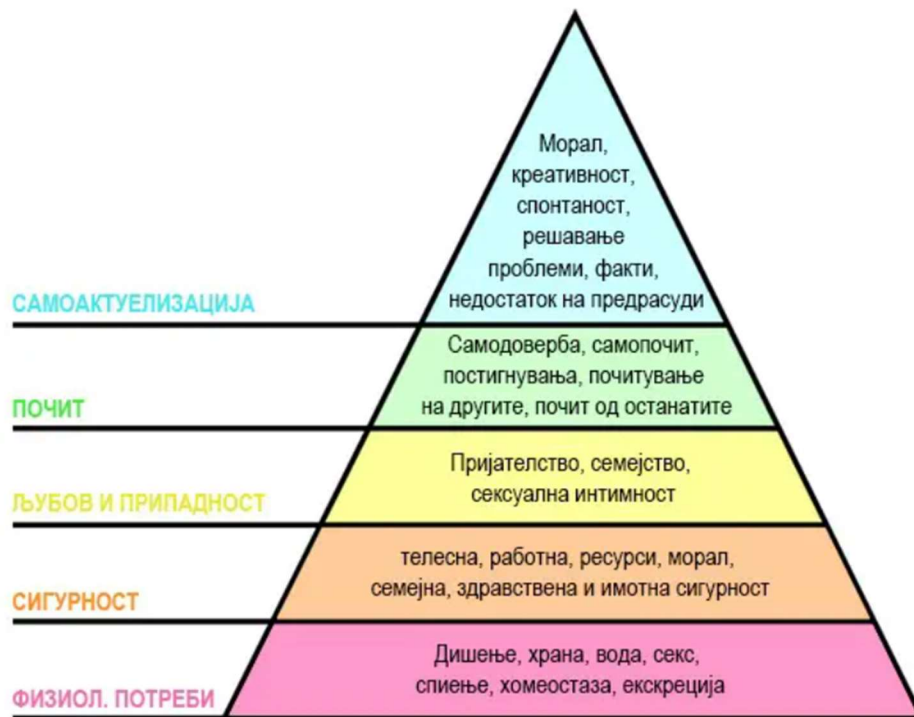 Морал,
креативност,
спонтаност,
решавање
проблеми, факти,
недостаток на предрасуди
САМОАКТУЕЛИЗАЦИЈА
Самодоверба, самопочит,
постигнувања, почитување
на другите, почит од останатите
ПОЧИТ
Пријателство, семејство,
сексуална интимност
ЉУБОВ И ПРИПАДНОСТ
телесна, работна, ресурси, морал,
семејна, здравствена и имотна сигурност
СИГУРНОСТ
Дишење, храна, вода, секс,
спиење, хомеостаза, екскреција
ФИЗИОЛ. ПОТРЕБИ